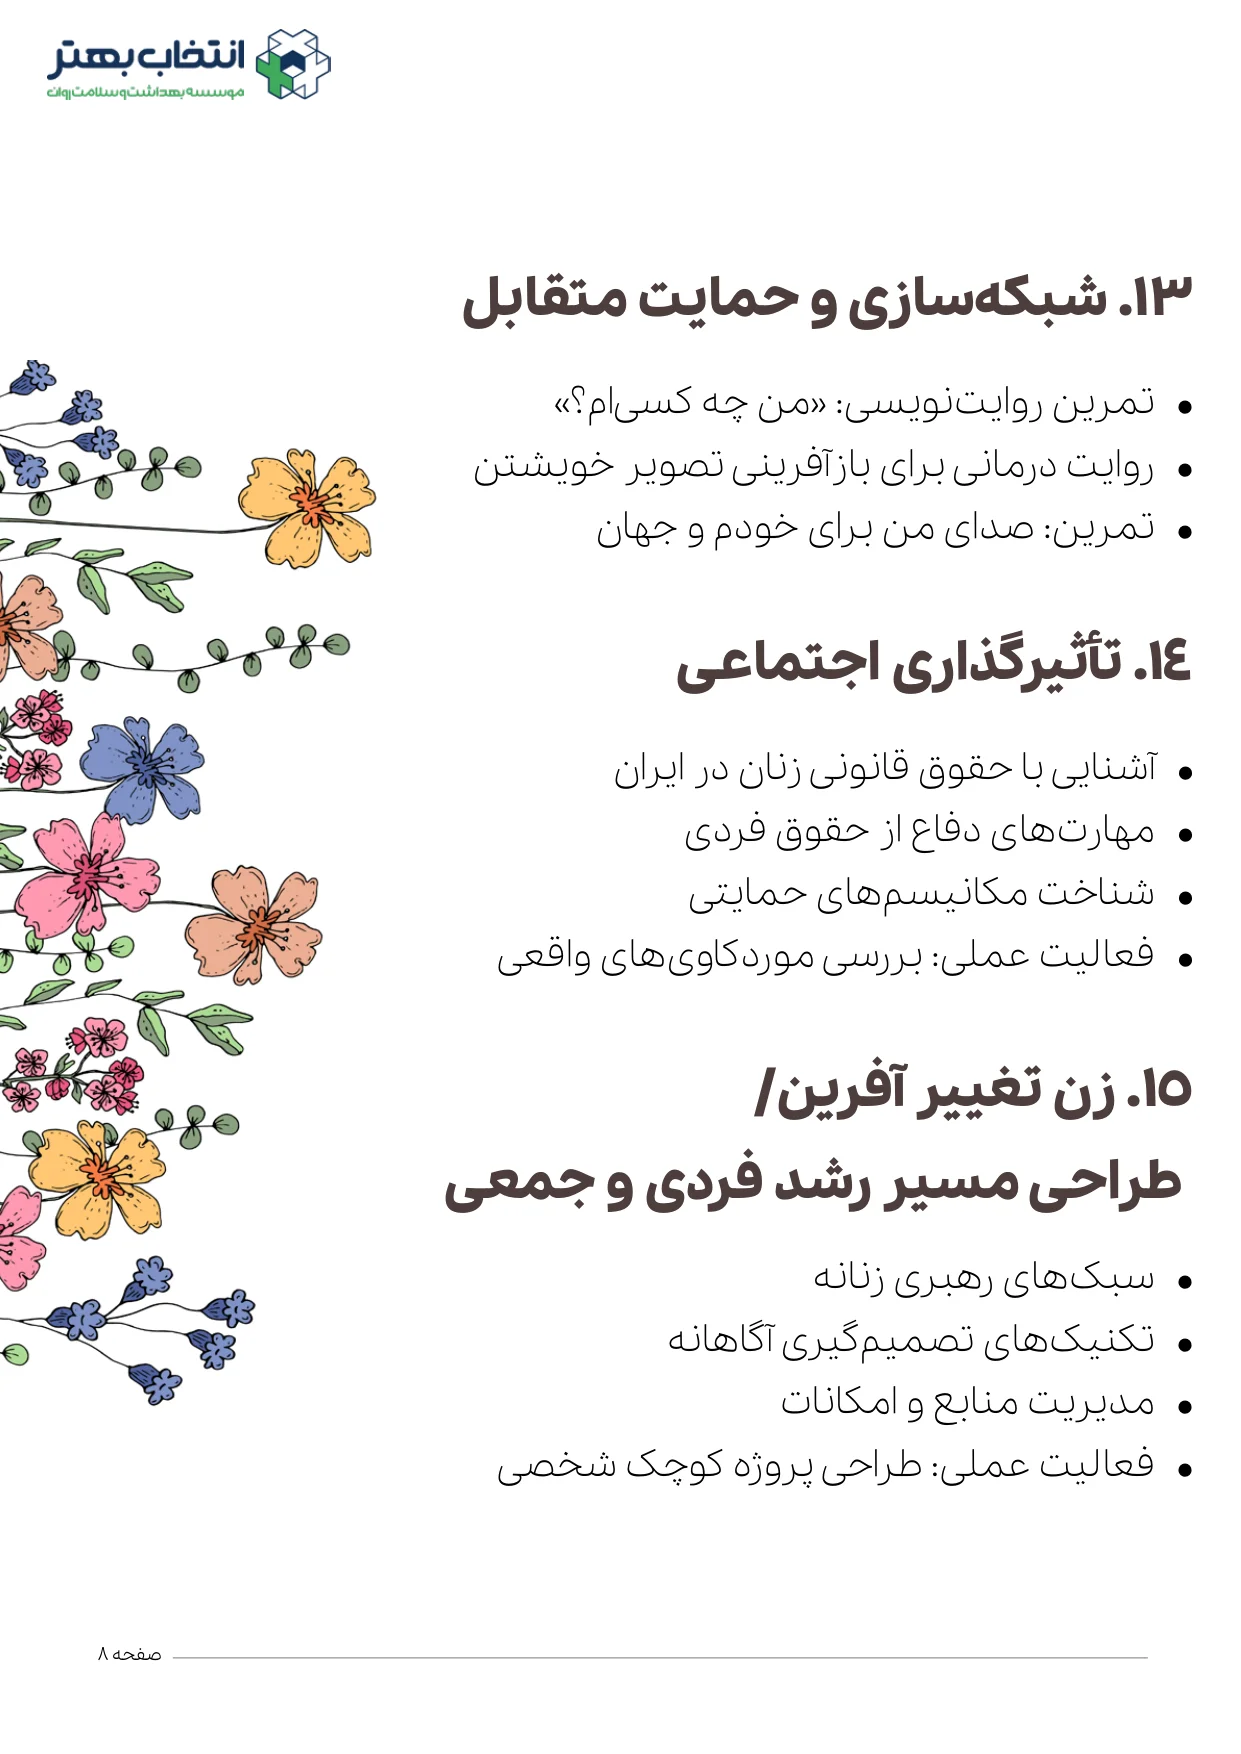 انتخاب بهتر
موسسه بهداشت و سلامت روان
۱۳. شبکه‌سازی و حمایت متقابل
• تمرین روایت‌نویسی: «من چه کسی‌ام؟»
• روایت درمانی برای بازآفرینی تصویر خویشتن
• تمرین: صدای من برای خودم و جهان
۱٤. تأثیرگذاری اجتماعی
• آشنایی با حقوق قانونی زنان در ایران
• مهارت‌های دفاع از حقوق فردی
• شناخت مکانیسم‌های حمایتی
• فعالیت عملی: بررسی موردکاوی‌های واقعی
۱٥. زن تغییر آفرین/
طراحی مسیر رشد فردی و جمعی
• سبک‌های رهبری زنانه
• تکنیک‌های تصمیم‌گیری آگاهانه
• مدیریت منابع و امکانات
• فعالیت عملی: طراحی پروژه کوچک شخصی
صفحه ۸